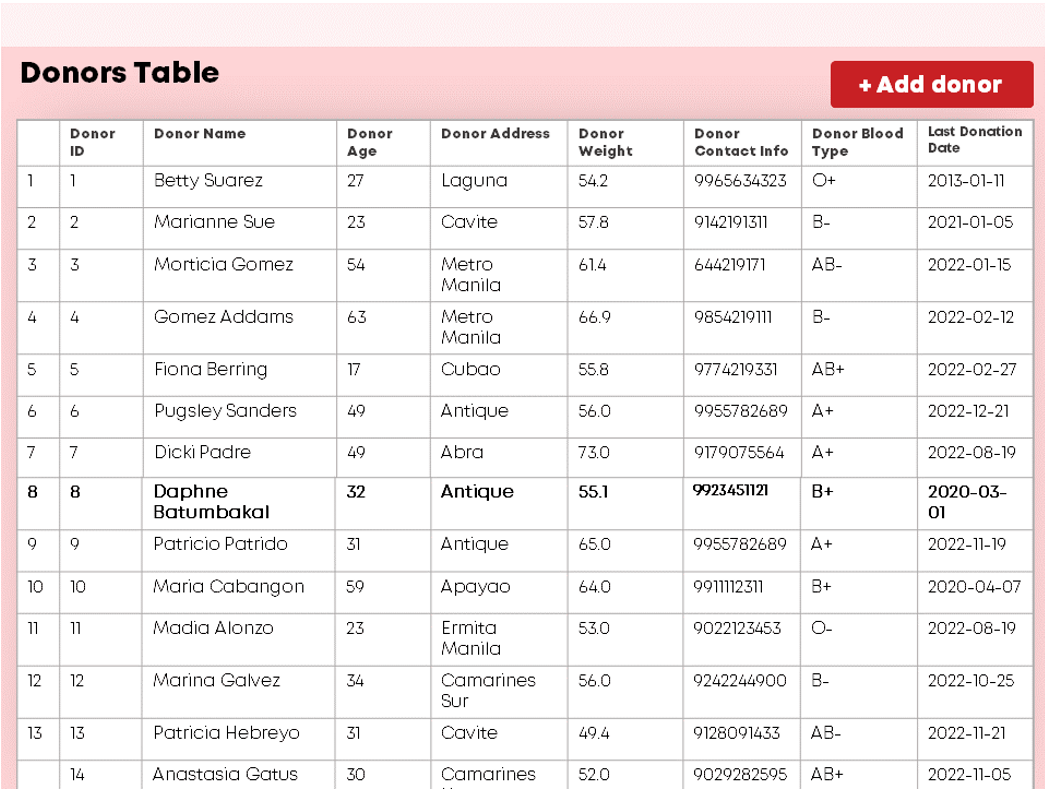 Donors Table
+ Add donor
Donor ID Donor Name Donor Age Donor Address Donor Weight Donor Contact Info Donor Blood Type Last Donation Date
1 1 Betty Suarez 27 Laguna 54.2 9965634323 O+ 2013-01-11
2 2 Marianne Sue 23 Cavite 57.8 9142191311 B- 2021-01-05
3 3 Morticia Gomez 54 Metro Manila 61.4 644219171 AB- 2022-01-15
4 4 Gomez Addams 63 Metro Manila 66.9 9854219111 B- 2022-02-12
5 5 Fiona Berring 17 Cubao 55.8 9774219331 AB+ 2022-02-27
6 6 Pugsley Sanders 49 Antique 56.0 9955782689 A+ 2022-12-21
7 7 Dicki Padre 49 Abra 73.0 9179075564 A+ 2022-08-19
8 8 Daphne Batumbakal 32 Antique 55.1 9923451121 B+ 2020-03-01
9 9 Patricio Patrido 31 Antique 65.0 9955782689 A+ 2022-11-19
10 10 Maria Cabangon 59 Apayao 64.0 9911112311 B+ 2020-04-07
11 11 Madia Alonzo 23 Ermita Manila 53.0 9022123453 O- 2022-08-19
12 12 Marina Galvez 34 Camarines Sur 56.0 9242244900 B- 2022-10-25
13 13 Patricia Hebreyo 31 Cavite 49.4 9128091433 AB- 2022-11-21
14 Anastasia Gatus 30 Camarines 52.0 9029282595 AB+ 2022-11-05